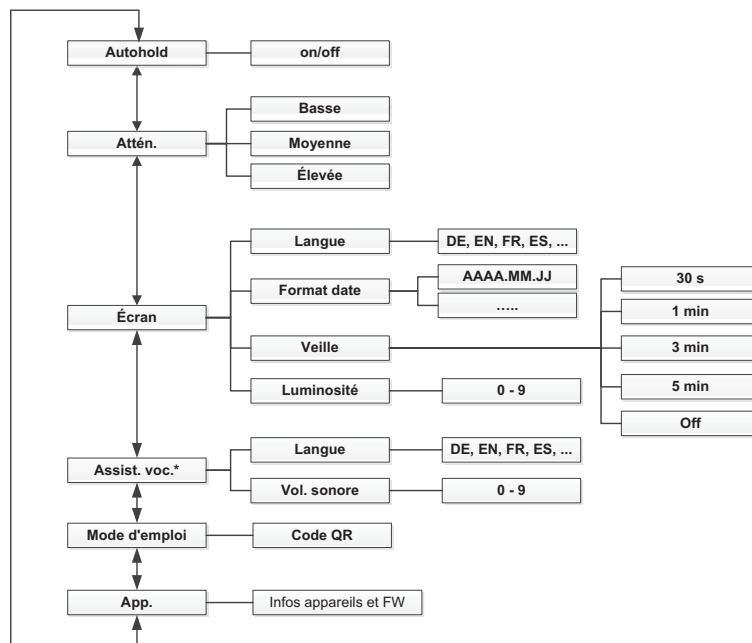 Autohold
on/off
Attén.
Basse
Moyenne
Élevée
Écran
Langue
DE, EN, FR, ES, ...
Format date
AAAA.MM.JJ
.....
Veille
30 s
1 min
3 min
5 min
Off
Luminosité
0 - 9
Assist. voc.*
Langue
DE, EN, FR, ES, ...
Vol. sonore
0 - 9
Mode d'emploi
Code QR
App.
Infos appareils et FW